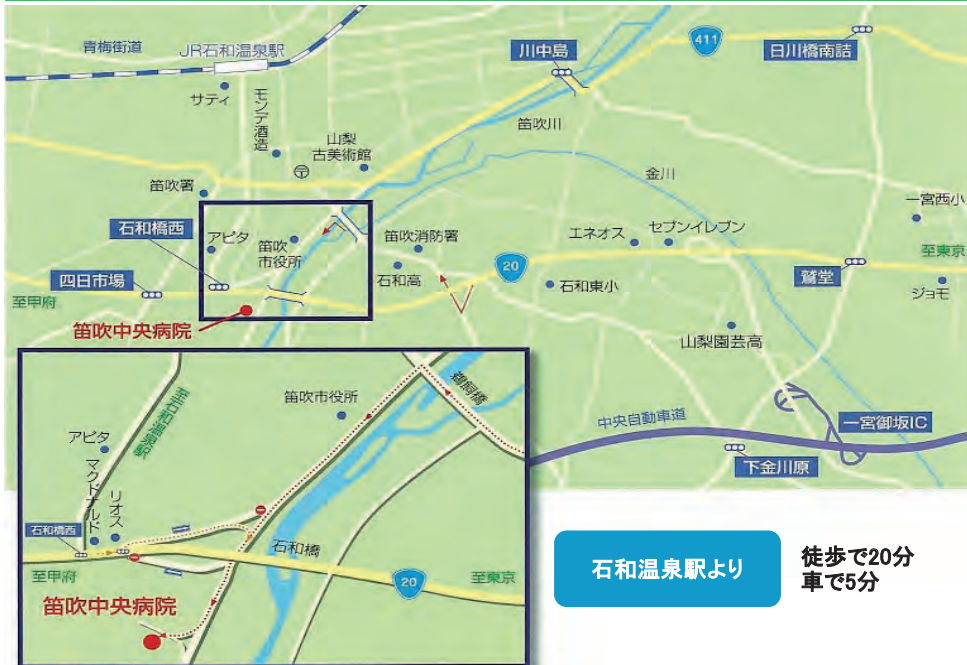 青梅街道
JR石和温泉駅
サティ
モンデ酒造
山梨
古美術館
〒
笛吹署
川中島
411
日川橋南詰
笛吹川
金川
一宮西小
石和橋西
アピタ
笛吹
市役所
笛吹消防署
石和高
エネオス
セブンイレブン
至東京
四日市場
至甲府
20
石和東小
鷲堂
ジョモ
笛吹中央病院
山梨園芸高
中央自動車道
一宮御坂IC
下金川原
至石和温泉駅
笛吹市役所
鵜飼橋
アピタ
マクドナルド
リオス
石和橋西
石和橋
至甲府
20
至東京
笛吹中央病院
石和温泉駅より
徒歩で20分
車で5分